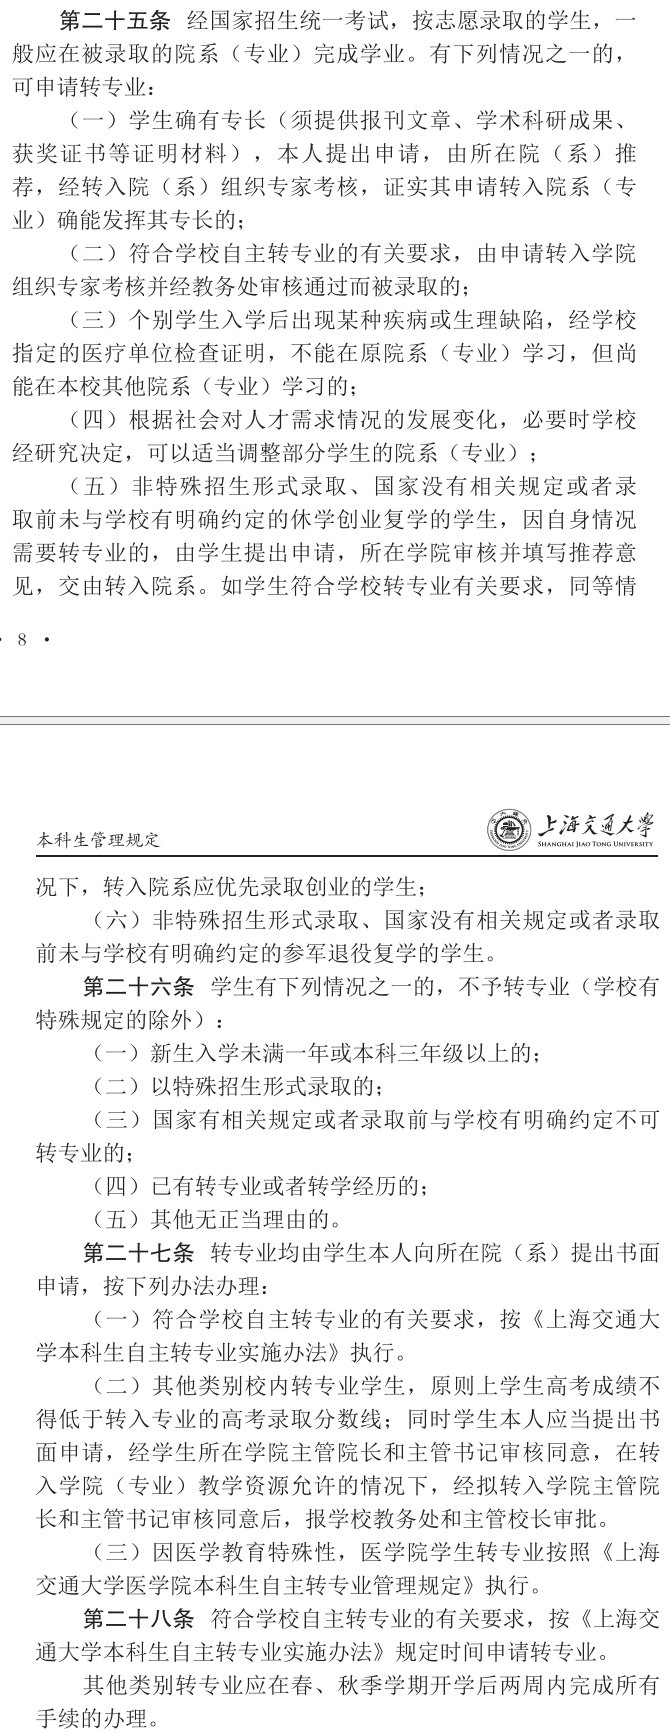 第二十五条 经国家招生统一考试，按志愿录取的学生，一
般应在被录取的院系（专业）完成学业。有下列情况之一的，
可申请转专业：
（一）学生确有专长（须提供报刊文章、学术科研成果、
获奖证书等证明材料），本人提出申请，由所在院（系）推
荐，经转入院（系）组织专家考核，证实其申请转入院系（专
业）确能发挥其专长的；
（二）符合学校自主转专业的有关要求，由申请转入学院
组织专家考核并经教务处审核通过而被录取的；
（三）个别学生入学后出现某种疾病或生理缺陷，经学校
指定的医疗单位检查证明，不能在原院系（专业）学习，但尚
能在本校其他院系（专业）学习的；
（四）根据社会对人才需求情况的发展变化，必要时学校
经研究决定，可以适当调整部分学生的院系（专业）；
（五）非特殊招生形式录取、国家没有相关规定或者录
取前未与学校有明确约定的休学创业复学的学生，因自身情况
需要转专业的，由学生提出申请，所在学院审核并填写推荐意
见，交由转入院系。如学生符合学校转专业有关要求，同等情
· 8 ·
本科生管理规定
上海交通大学
SHANGHAI JIAO TONG UNIVERSITY
况下，转入院系应优先录取创业的学生；
（六）非特殊招生形式录取、国家没有相关规定或者录取
前未与学校有明确约定的参军退役复学的学生。
第二十六条 学生有下列情况之一的，不予转专业（学校有
特殊规定的除外）：
（一）新生入学未满一年或本科三年级以上的；
（二）以特殊招生形式录取的；
（三）国家有相关规定或者录取前与学校有明确约定不可
转专业的；
（四）已有转专业或者转学经历的；
（五）其他无正当理由的。
第二十七条 转专业均由学生本人向所在院（系）提出书面
申请，按下列办法办理：
（一）符合学校自主转专业的有关要求，按《上海交通大
学本科生自主转专业实施办法》执行。
（二）其他类别校内转专业学生，原则上学生高考成绩不
得低于转入专业的高考录取分数线；同时学生本人应当提出书
面申请，经学生所在学院主管院长和主管书记审核同意，在转
入学院（专业）教学资源允许的情况下，经拟转入学院主管院
长和主管书记审核同意后，报学校教务处和主管校长审批。
（三）因医学教育特殊性，医学院学生转专业按照《上海
交通大学医学院本科生自主转专业管理规定》执行。
第二十八条 符合学校自主转专业的有关要求，按《上海交
通大学本科生自主转专业实施办法》规定时间申请转专业。
其他类别转专业应在春、秋季学期开学后两周内完成所有
手续的办理。